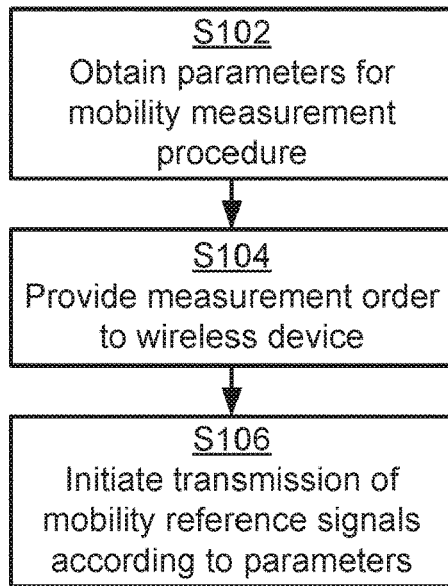 S102
Obtain parameters for
mobility measurement
procedure
S104
Provide measurement order
to wireless device
S106
Initiate transmission of
mobility reference signals
according to parameters